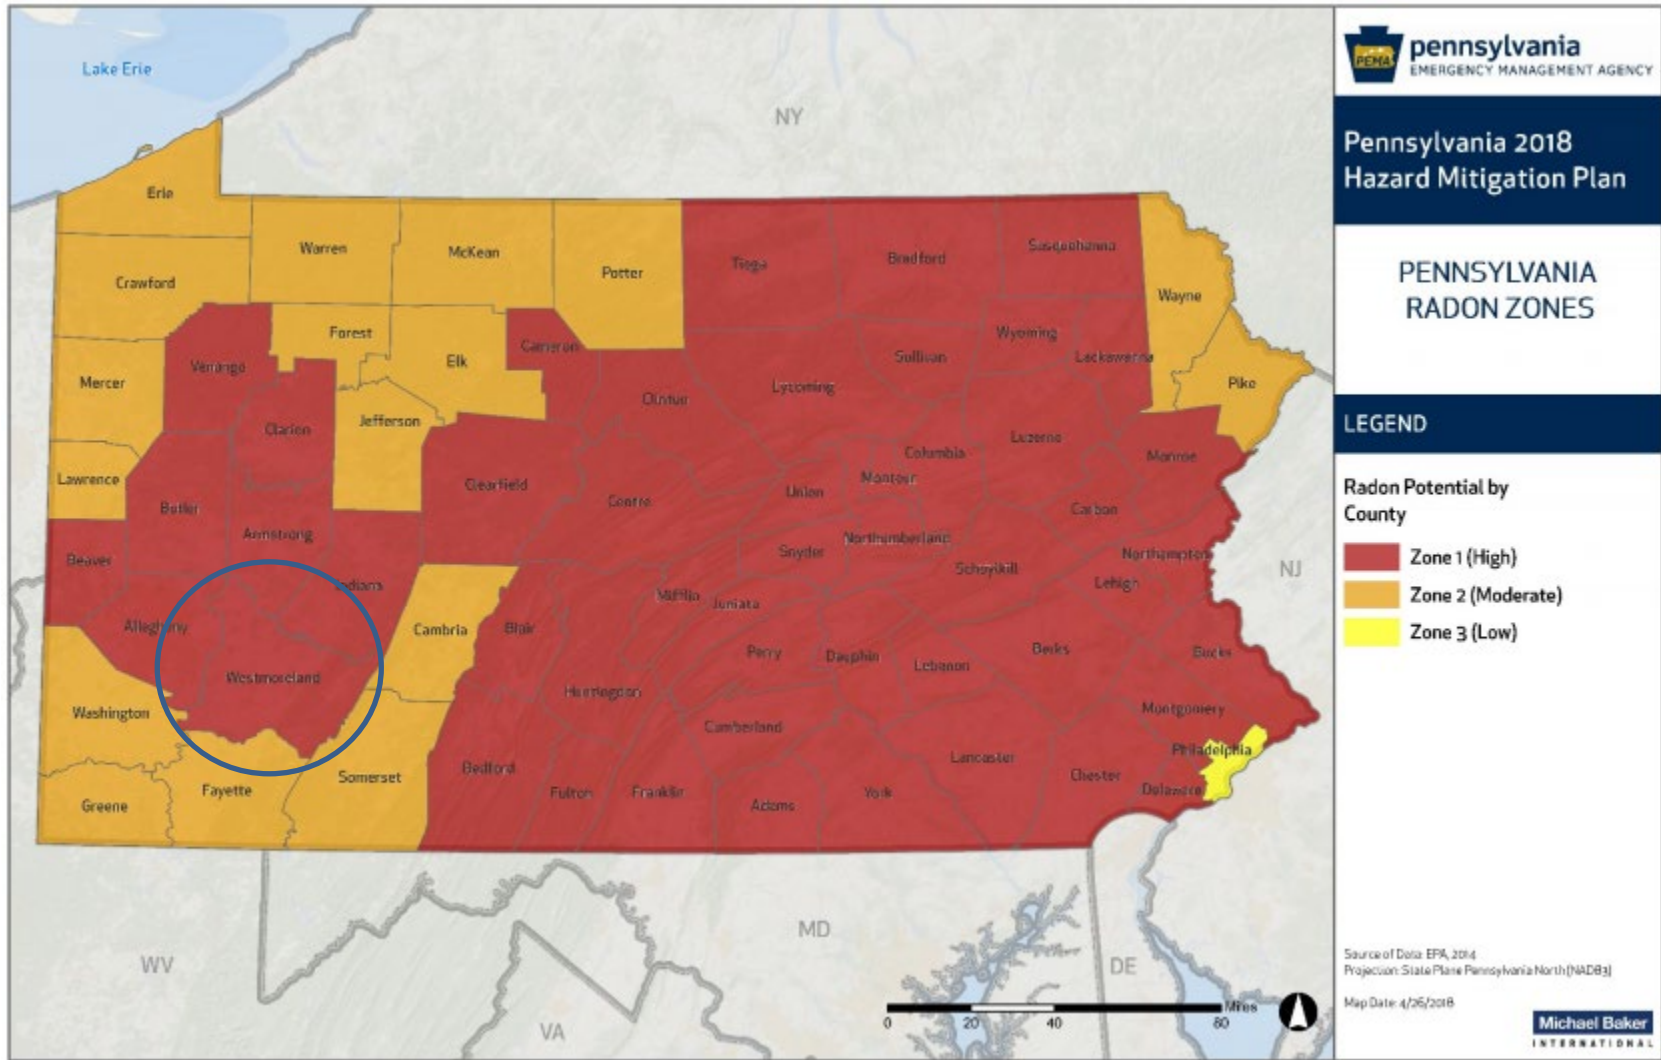 Lake Erie
NY
Erie
Warren
McKean
Potter
Tioga
Bradford
Susquehanna
Crawford
Wayne
Forest
Wyoming
Cameron
Sullivan
Lackawanna
Venango
Elk
Mercer
Pike
Lycoming
Clinton
Jefferson
Clarion
Luzerne
Columbia
Monroe
Montour
Lawrence
Clearfield
Union
Centre
Butler
Carbon
Armstrong
Northumberland
Snyder
Northampton
Beaver
Schuylkill
NJ
Lehigh
Indiana
Mifflin
Juniata
Allegheny
Cambria
Blair
Perry
Dauphin
Berks
Bucks
Lebanon
Westmoreland
Huntingdon
Montgomery
Washington
Cumberland
Philadelphia
Lancaster
Somerset
Bedford
Chester
Fayette
Fulton
Franklin
York
Delaware
Greene
Adams
MD
WV
DE
VA
Miles
0 20 40 80
PEMA
pennsylvania
EMERGENCY MANAGEMENT AGENCY
Pennsylvania 2018
Hazard Mitigation Plan
PENNSYLVANIA
RADON ZONES
LEGEND
Radon Potential by
County
Zone 1 (High)
Zone 2 (Moderate)
Zone 3 (Low)
Source of Data: EPA, 2014
Projection: State Plane Pennsylvania North (NAD83)
Map Date: 4/26/2018
Michael Baker
INTERNATIONAL